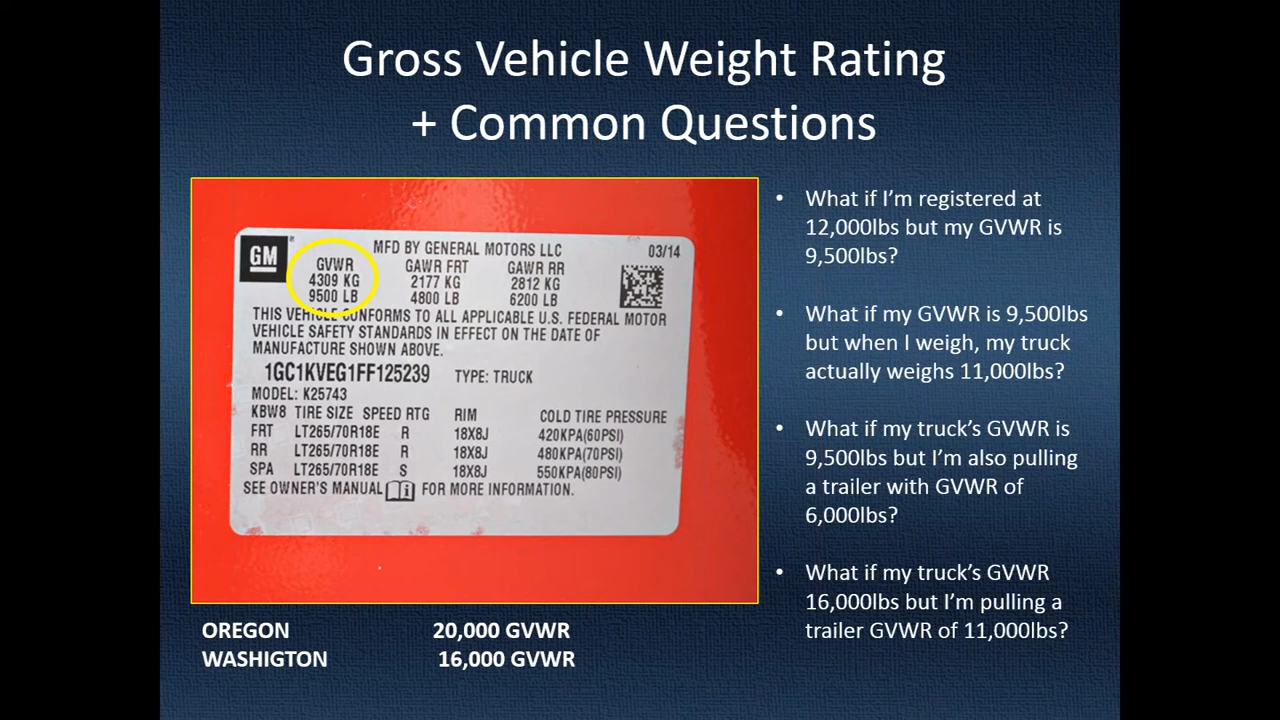 Gross Vehicle Weight Rating
+ Common Questions
GM
MFD BY GENERAL MOTORS LLC
03/14
GVWR
GAWR FRT
GAWR RR
4309 KG
2177 KG
2812 KG
9500 LB
4800 LB
6200 LB
THIS VEHICLE CONFORMS TO ALL APPLICABLE U.S. FEDERAL MOTOR
VEHICLE SAFETY STANDARDS IN EFFECT ON THE DATE OF
MANUFACTURE SHOWN ABOVE.
1GC1KVEG1FF125239 TYPE: TRUCK
MODEL: K25743
KBW8 TIRE SIZE SPEED RTG RIM COLD TIRE PRESSURE
FRT LT265/70R18E R 18X8J 420KPA(60PSI)
RR LT265/70R18E R 18X8J 480KPA(70PSI)
SPA LT265/70R18E S 18X8J 550KPA(80PSI)
SEE OWNER'S MANUAL FOR MORE INFORMATION.
OREGON 20,000 GVWR
WASHIGTON 16,000 GVWR
• What if I'm registered at
12,000lbs but my GVWR is
9,500lbs?
• What if my GVWR is 9,500lbs
but when I weigh, my truck
actually weighs 11,000lbs?
• What if my truck's GVWR is
9,500lbs but I'm also pulling
a trailer with GVWR of
6,000lbs?
• What if my truck's GVWR
16,000lbs but I'm pulling a
trailer GVWR of 11,000lbs?